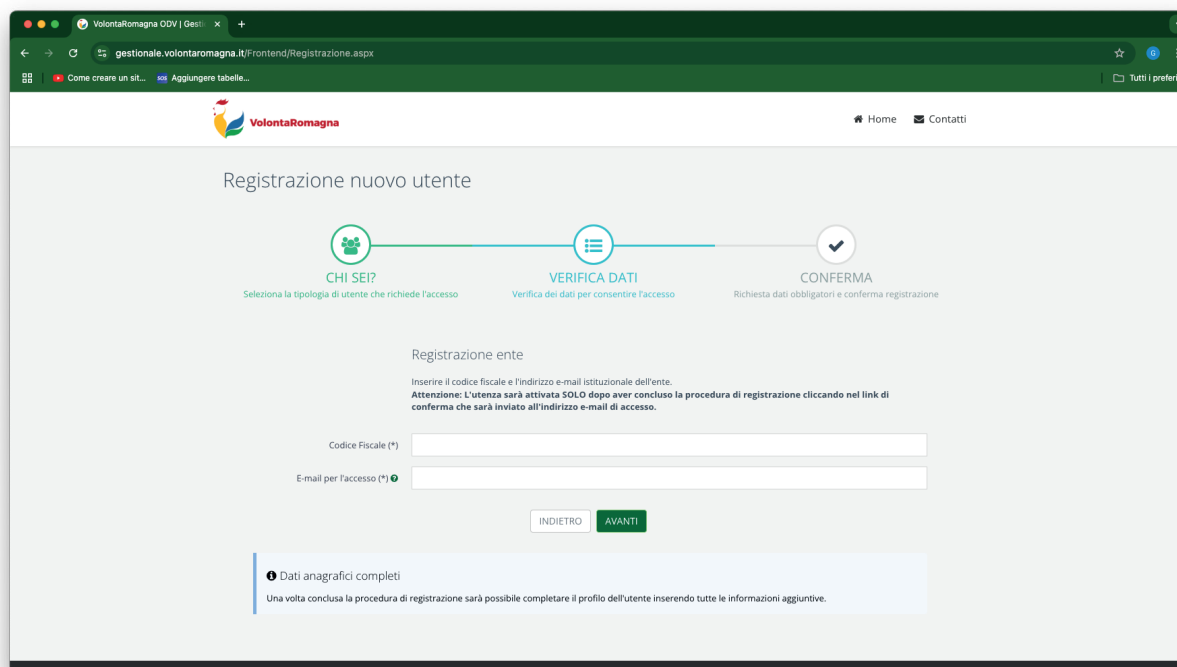 VolontaRomagna ODV | Gesti
gestionale.volontaromagna.it/Frontend/Registrazione.aspx
G
Come creare un sit...
SOS Aggiungere tabelle...
Tutti i preferi
VolontaRomagna
Home
Contatti
Registrazione nuovo utente
CHI SEI?
Seleziona la tipologia di utente che richiede l'accesso
VERIFICA DATI
Verifica dei dati per consentire l'accesso
CONFERMA
Richiesta dati obbligatori e conferma registrazione
Registrazione ente
Inserire il codice fiscale e l'indirizzo e-mail istituzionale dell'ente.
Attenzione: L'utenza sarà attivata SOLO dopo aver concluso la procedura di registrazione cliccando nel link di
conferma che sarà inviato all'indirizzo e-mail di accesso.
Codice Fiscale (*)
E-mail per l'accesso (*)
INDIETRO
AVANTI
Dati anagrafici completi
Una volta conclusa la procedura di registrazione sarà possibile completare il profilo dell'utente inserendo tutte le informazioni aggiuntive.